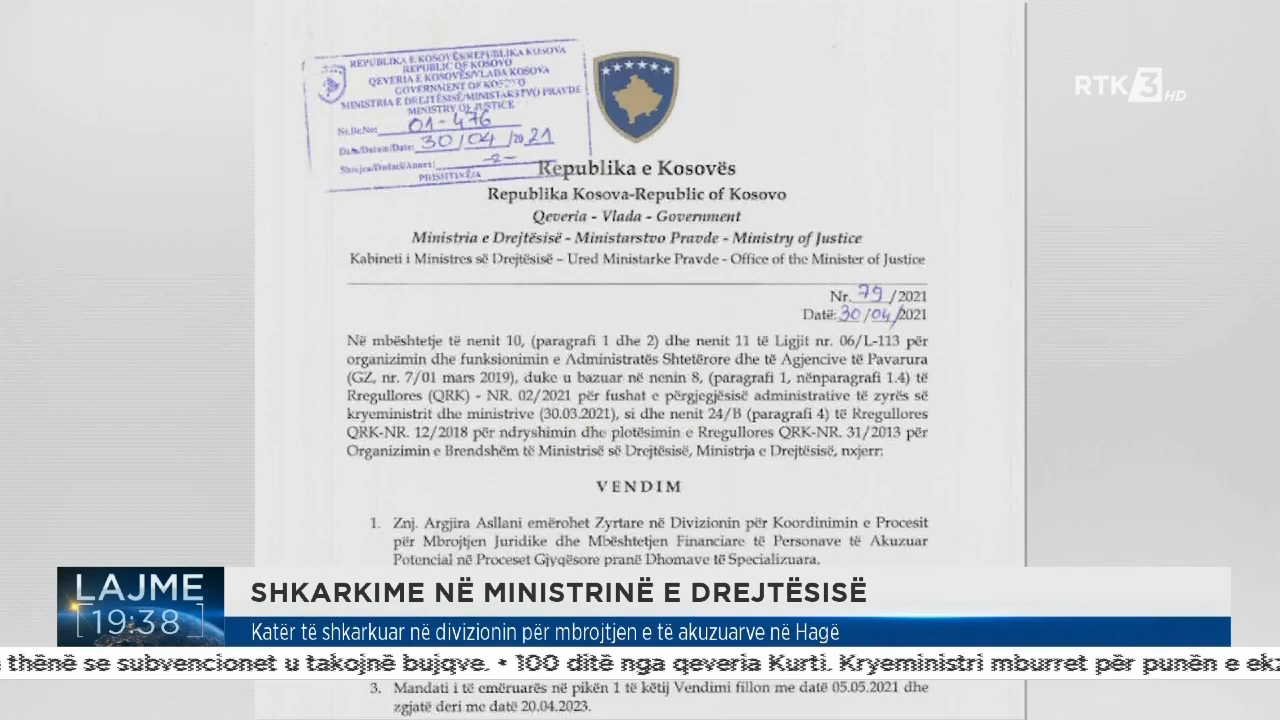 REPUBLIKA E KOSOVËS/REPUBLIKA KOSOVA
REPUBLIC OF KOSOVO
QEVERIA E KOSOVËS/VLADA KOSOVA
GOVERNMENT OF KOSOVO
MINISTRIA E DREJTËSISË/MINISTARSTVO PRAVDE
MINISTRY OF JUSTICE
Nr./Br./No: 01-476
Data/Datum/Date: 30/04/2021
-2-
PRISHTINË/A
RTK 3 HD
Republika e Kosovës
Republika Kosova-Republic of Kosovo
Qeveria - Vlada - Government
Ministria e Drejtësisë - Ministarstvo Pravde - Ministry of Justice
Kabineti i Ministres së Drejtësisë – Ured Ministarke Pravde - Office of the Minister of Justice
Nr. 79 /2021
Datë: 30/04/2021
Në mbështetje të nenit 10, (paragrafi 1 dhe 2) dhe nenit 11 të Ligjit nr. 06/L-113 për
organizimin dhe funksionimin e Administratës Shtetërore dhe të Agjencive të Pavarura
(GZ, nr. 7/01 mars 2019), duke u bazuar në nenin 8, (paragrafi 1, nënparagrafi 1.4) të
Rregullores (QRK) - NR. 02/2021 për fushat e përgjegjësisë administrative të zyrës së
kryeministrit dhe ministrive (30.03.2021), si dhe nenit 24/B (paragrafi 4) të Rregullores
QRK-NR. 12/2018 për ndryshimin dhe plotësimin e Rregullores QRK-NR. 31/2013 për
Organizimin e Brendshëm të Ministrisë së Drejtësisë, Ministrja e Drejtësisë, nxjerr:
VENDIM
1. Znj. Argjira Asllani emërohet Zyrtare në Divizionin për Koordinimin e Procesit
për Mbrojtjen Juridike dhe Mbështetjen Financiare të Personave të Akuzuar
Potencial në Proceset Gjyqësore pranë Dhomave të Specializuara.
LAJME
19:38
SHKARKIME NË MINISTRINË E DREJTËSISË
Katër të shkarkuar në divizionin për mbrojtjen e të akuzuarve në Hagë
thënë se subvencionet u takojnë bujqve. • 100 ditë nga qeveria Kurti. Kryeministri mburret për punën e ekz
3. Mandati i të emëruarës në pikën 1 të këtij Vendimi fillon me datë 05.05.2021 dhe
zgjatë deri me datë 20.04.2023.